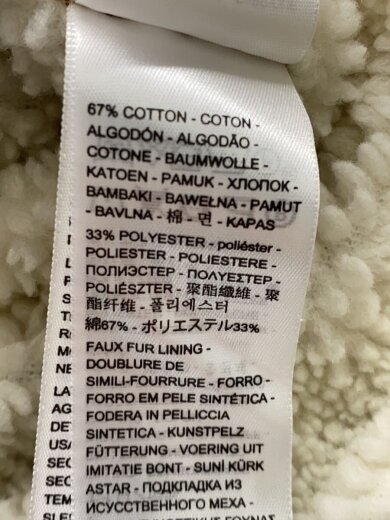 67% COTTON - COTON -
ALGODÓN - ALGODÃO -
COTONE - BAUMWOLLE -
KATOEN - PAMUK - ХЛОПОК -
BAMBAKI - BAWEŁNA - PAMUT
- BAVLNA - 棉 - 면 - KAPAS
33% POLYESTER - poliéster -
POLIESTER - POLIESTERE -
ПОЛИЭСТЕР - ΠΟΛΥΕΣΤΕΡ -
POLIÉSZTER - 聚酯纖維 - 聚
酯纤维 - 폴리에스터
綿67% - ポリエステル33%
FAUX FUR LINING -
DOUBLURE DE
SIMILI-FOURRURE - FORRO -
FORRO EM PELE SINTÉTICA -
FODERA IN PELLICCIA
SINTETICA - KUNSTPELZ
FÜTTERUNG - VOERING UIT
IMITATIE BONT - SUNİ KÜRK
ASTAR - ПОДКЛАДКА ИЗ
ИСУССТВЕННОГО МЕХА -